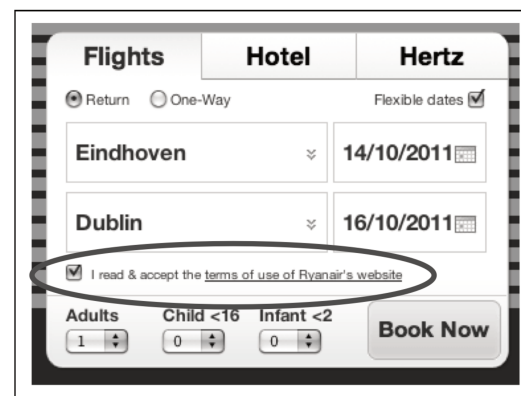 Flights Hotel Hertz
Return One-Way Flexible dates
Eindhoven 14/10/2011
Dublin 16/10/2011
I read & accept the terms of use of Ryanair's website
Adults Child <16 Infant <2
1 0 0 Book Now